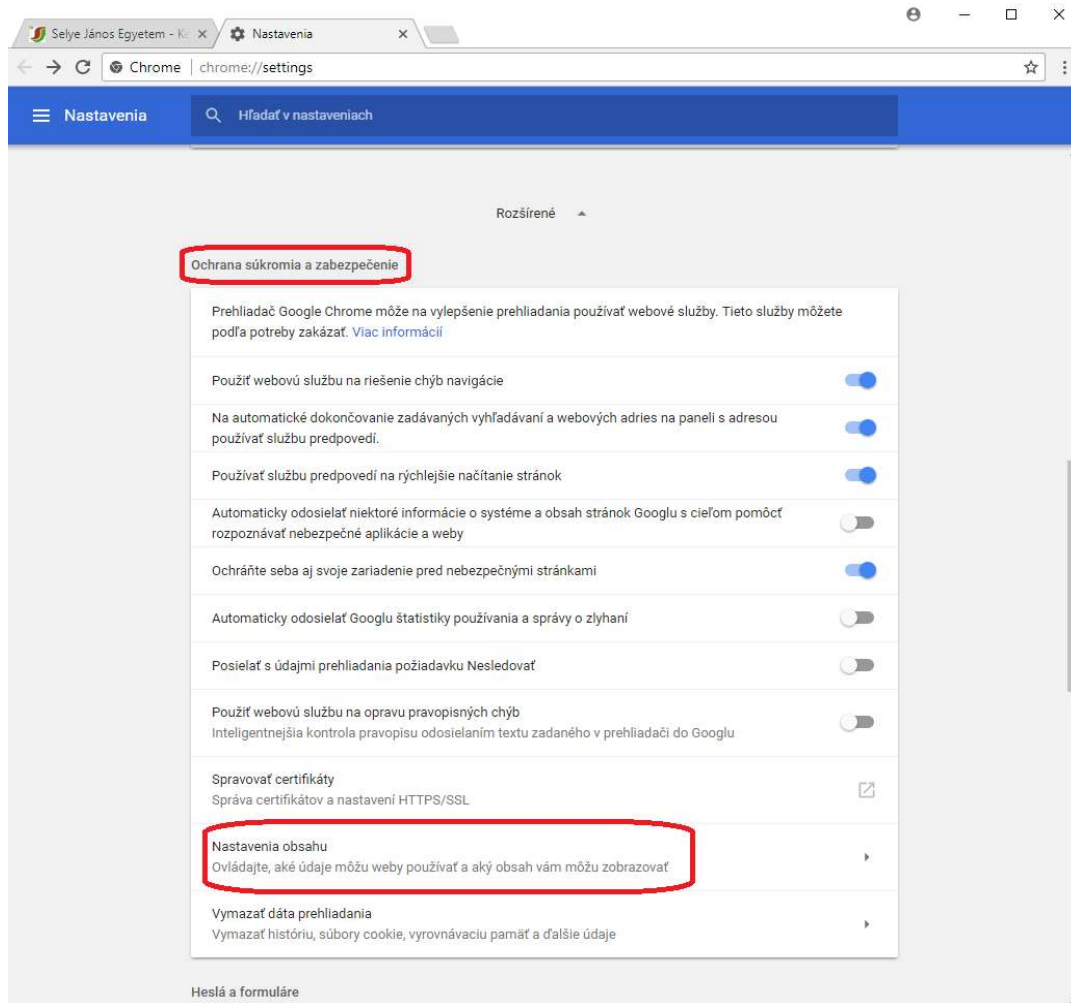 Selye János Egyetem - Ke
Nastavenia
Chrome
chrome://settings
Nastavenia
Hľadať v nastaveniach
Rozšírené
Ochrana súkromia a zabezpečenie
Prehliadač Google Chrome môže na vylepšenie prehliadania používať webové služby. Tieto služby môžete
podľa potreby zakázať. Viac informácií
Použiť webovú službu na riešenie chýb navigácie
Na automatické dokončovanie zadávaných vyhľadávaní a webových adries na paneli s adresou
používať službu predpovedí.
Používať službu predpovedí na rýchlejšie načítanie stránok
Automaticky odosielať niektoré informácie o systéme a obsah stránok Googlu s cieľom pomôcť
rozpoznávať nebezpečné aplikácie a weby
Ochráňte seba aj svoje zariadenie pred nebezpečnými stránkami
Automaticky odosielať Googlu štatistiky používania a správy o zlyhaní
Posielať s údajmi prehliadania požiadavku Nesledovať
Použiť webovú službu na opravu pravopisných chýb
Inteligentnejšia kontrola pravopisu odosielaním textu zadaného v prehliadači do Googlu
Spravovať certifikáty
Správa certifikátov a nastavení HTTPS/SSL
Nastavenia obsahu
Ovládajte, aké údaje môžu weby používať a aký obsah vám môžu zobrazovať
Vymazať dáta prehliadania
Vymazať históriu, súbory cookie, vyrovnávaciu pamäť a ďalšie údaje
Heslá a formuláre